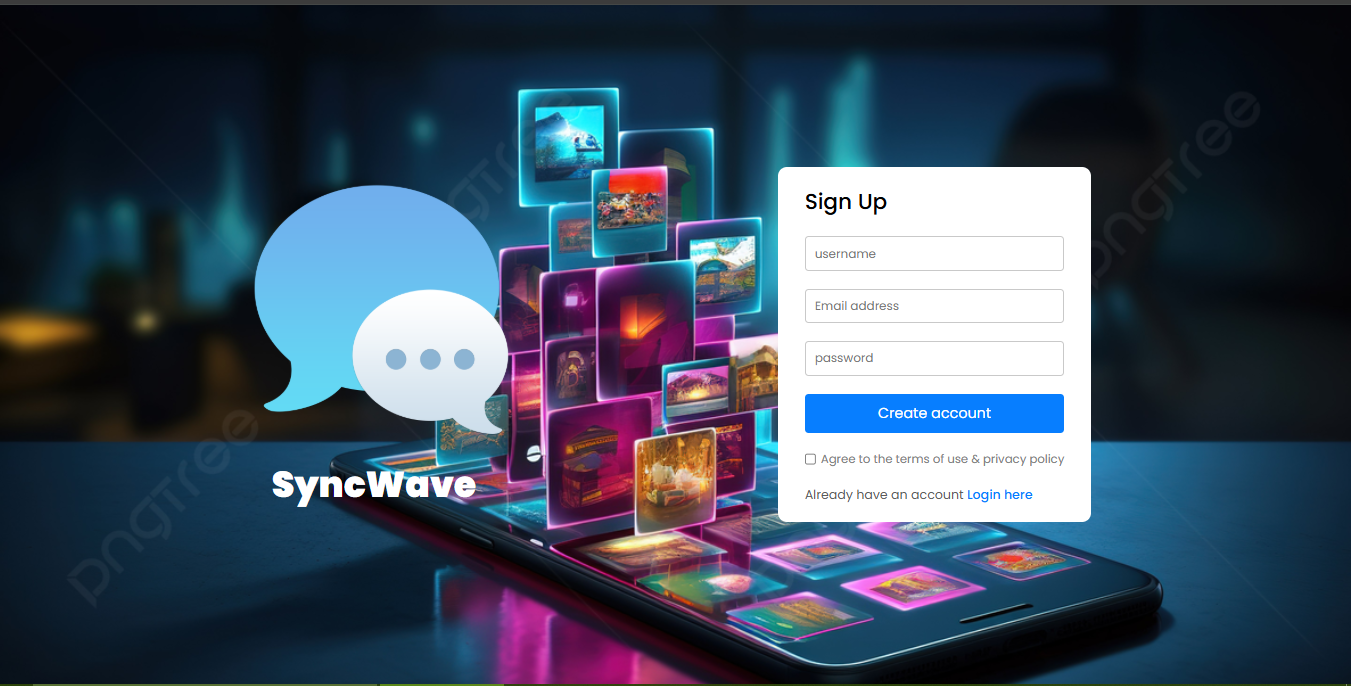 Sign Up
username
Email address
password
Create account
Agree to the terms of use & privacy policy
Already have an account Login here
SyncWave
pngtree
pngtree
pngtree